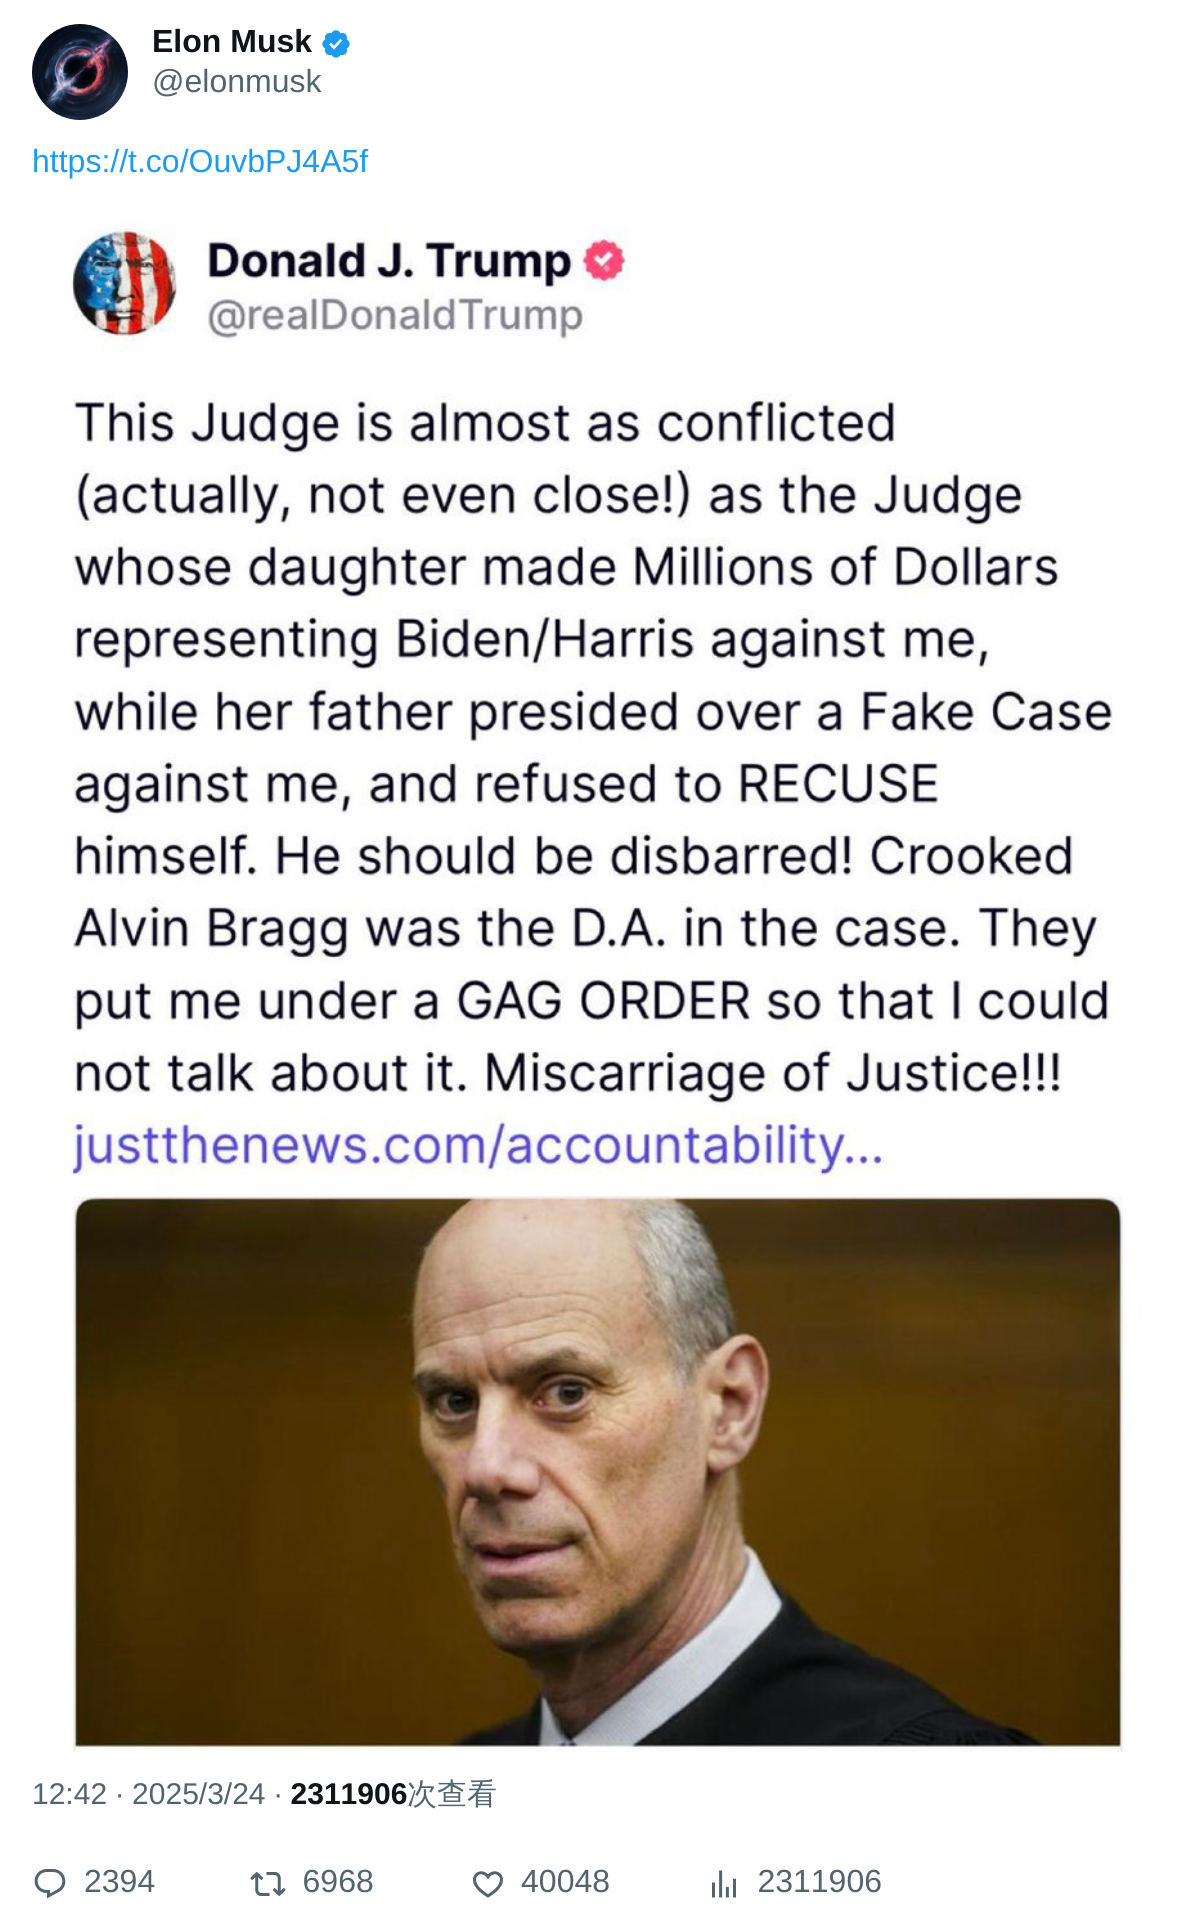 Elon Musk
@elonmusk
https://t.co/OuvbPJ4A5f
Donald J. Trump
@realDonaldTrump
This Judge is almost as conflicted
(actually, not even close!) as the Judge
whose daughter made Millions of Dollars
representing Biden/Harris against me,
while her father presided over a Fake Case
against me, and refused to RECUSE
himself. He should be disbarred! Crooked
Alvin Bragg was the D.A. in the case. They
put me under a GAG ORDER so that I could
not talk about it. Miscarriage of Justice!!!
justthenews.com/accountability...
12:42 · 2025/3/24 · 2311906次查看
2394 6968 40048 2311906